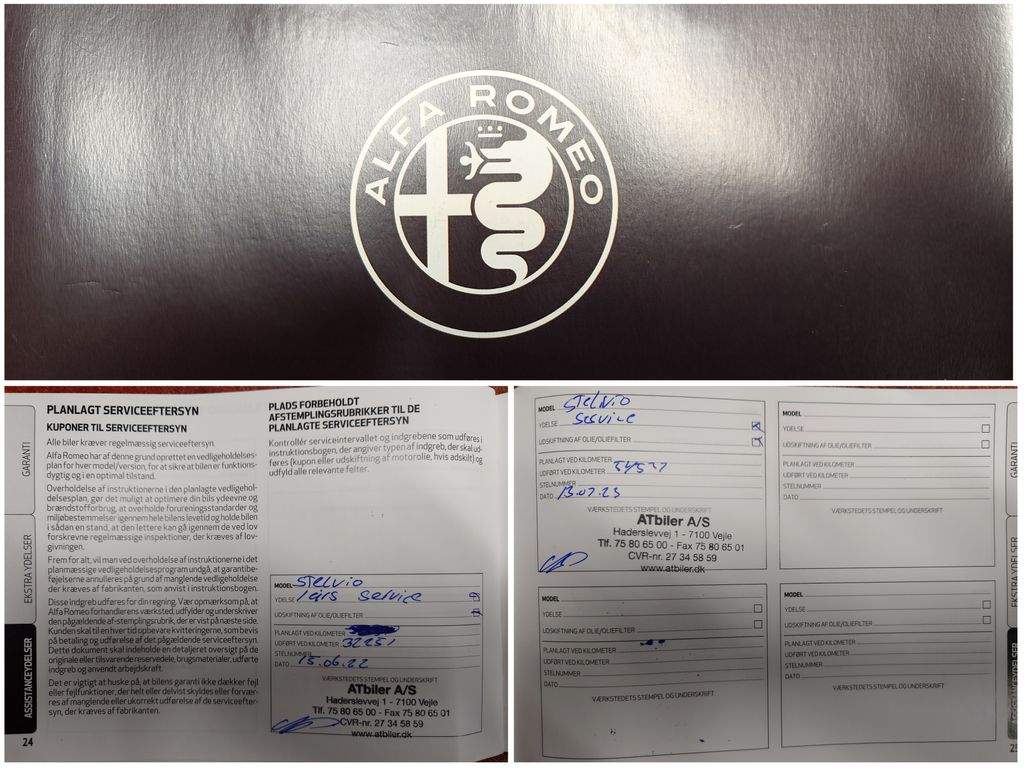 ALFA ROMEO
GARANTI
EKSTRA YDELSER
ASSISTANCEYDELSER
PLANLAGT SERVICEEFTERSYN
KUPONER TIL SERVICEEFTERSYN
Alle biler kræver regelmæssig serviceeftersyn.
Alfa Romeo har af denne grund oprettet en vedligeholdelses-
plan for hver model/version, for at sikre at bilen er funktions-
dygtig og i en optimal tilstand.
Overholdelse af instruktionerne i den planlagte vedligehol-
delsesplan, gør det muligt at optimere din bils ydeevne og
brændstofforbrug, at overholde forureningsstandarder og
miljøbestemmelser igennem hele bilens levetid og holde bilen
i sådan en stand, at den lettere kan gå igennem de ved lov
forskrevne regelmæssige inspektioner, der kræves af lov-
givningen.
Frem for alt, vil man ved overholdelse af instruktionerne i det
planmæssige vedligeholdelsesprogram undgå, at garantibe-
føjelserne annulleres på grund af manglende vedligeholdelse
der kræves af fabrikanten, som anvist i instruktionsbogen.
Disse indgreb udføres for din regning. Vær opmærksom på, at
Alfa Romeo forhandlerens værksted, udfylder og underskriver
den pågældende af-stemplings.rubrik, der er vist på næste side.
Kunden skal til hver tid opbevare kvitteringerne, som bevis
på betaling og udførelse af det pågældende serviceeftersyn.
Dette dokument skal indeholde en detaljeret oversigt på de
originale eller tilsvarende reservedele, brugsmaterialer, udførte
indgreb og anvendt arbejdskraft.
Det er vigtigt at huske på, at bilens garanti ikke dækker fejl
eller fejlfunktioner, der helt eller delvist skyldes eller forvær-
res af manglende eller ukorrekt udførelse af de serviceefter-
syn, der kræves af fabrikanten.
24
PLADS FORBEHOLDT
AFSTEMPLINGSRUBRIKKER TIL DE
PLANLAGTE SERVICEEFTERSYN
Kontrollér serviceintervallet og indgrebene som udføres i
instruktionsbogen, der angiver typen af indgreb, der skal ud-
føres (kupon eller udskiftning af motorolie, hvis adskilt) og
udfyld alle relevante felter.
MODEL Stelvio
YDELSE 1års service
UDSKIFTNING AF OLIE/OLIEFILTER
PLANLAGT VED KILOMETER
UDFØRT VED KILOMETER 32251
STELNUMMER
DATO 15.06.22
VÆRKSTEDETS STEMPEL OG UNDERSKRIFT
ATbiler A/S
Haderslevvej 1 - 7100 Vejle
Tlf. 75 80 65 00 - Fax 75 80 65 01
CVR-nr. 27 34 58 59
www.atbiler.dk
MODEL Stelvio
YDELSE Service
UDSKIFTNING AF OLIE/OLIEFILTER
PLANLAGT VED KILOMETER
UDFØRT VED KILOMETER
STELNUMMER
DATO 13.07.23
VÆRKSTEDETS STEMPEL OG UNDERSKRIFT
ATbiler A/S
Haderslevvej 1 - 7100 Vejle
Tlf. 75 80 65 00 - Fax 75 80 65 01
CVR-nr. 27 34 58 59
www.atbiler.dk
MODEL
YDELSE
UDSKIFTNING AF OLIE/OLIEFILTER
PLANLAGT VED KILOMETER
UDFØRT VED KILOMETER
STELNUMMER
DATO
VÆRKSTEDETS STEMPEL OG UNDERSKRIFT
MODEL
YDELSE
UDSKIFTNING AF OLIE/OLIEFILTER
PLANLAGT VED KILOMETER
UDFØRT VED KILOMETER
STELNUMMER
DATO
VÆRKSTEDETS STEMPEL OG UNDERSKRIFT
MODEL
YDELSE
UDSKIFTNING AF OLIE/OLIEFILTER
PLANLAGT VED KILOMETER
UDFØRT VED KILOMETER
STELNUMMER
DATO
VÆRKSTEDETS STEMPEL OG UNDERSKRIFT
GARANTI